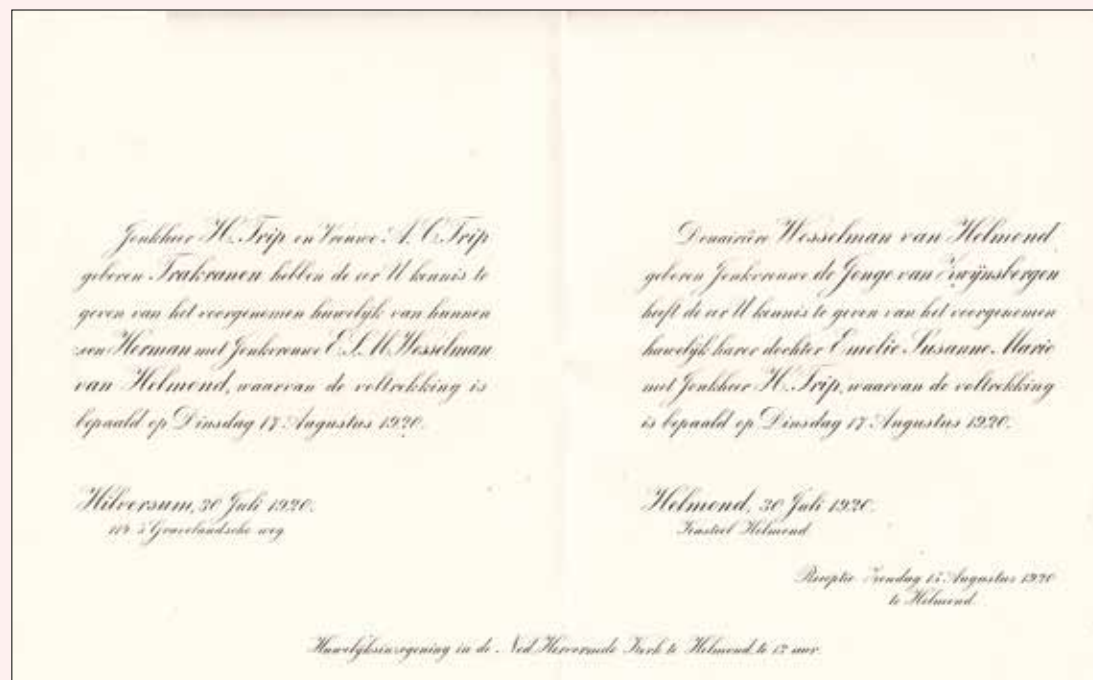 Jonkheer H. Trip en Vrouwe A. C. Trip
geboren Trakranen hebben de eer U kennis te
geven van het voorgenomen huwelijk van hunnen
zoon Herman met Jonkvrouwe E. S. M. Wesselman
van Helmond, waarvan de voltrekking is
bepaald op Dinsdag 17 Augustus 1920.
Hilversum, 30 Juli 1920.
114 's Gravelandsche weg
Douairière Wesselman van Helmond
geboren Jonkvrouwe de Jonge van Zwijnsbergen
heeft de eer U kennis te geven van het voorgenomen
huwelijk harer dochter Emelie Susanne Marie
met Jonkheer H. Trip, waarvan de voltrekking
is bepaald op Dinsdag 17 Augustus 1920.
Helmond, 30 Juli 1920.
Kasteel Helmond
Receptie Zondag 15 Augustus 1920
te Helmond
Huwelijksinzegening in de Ned. Hervormde Kerk te Helmond te 12 uur.